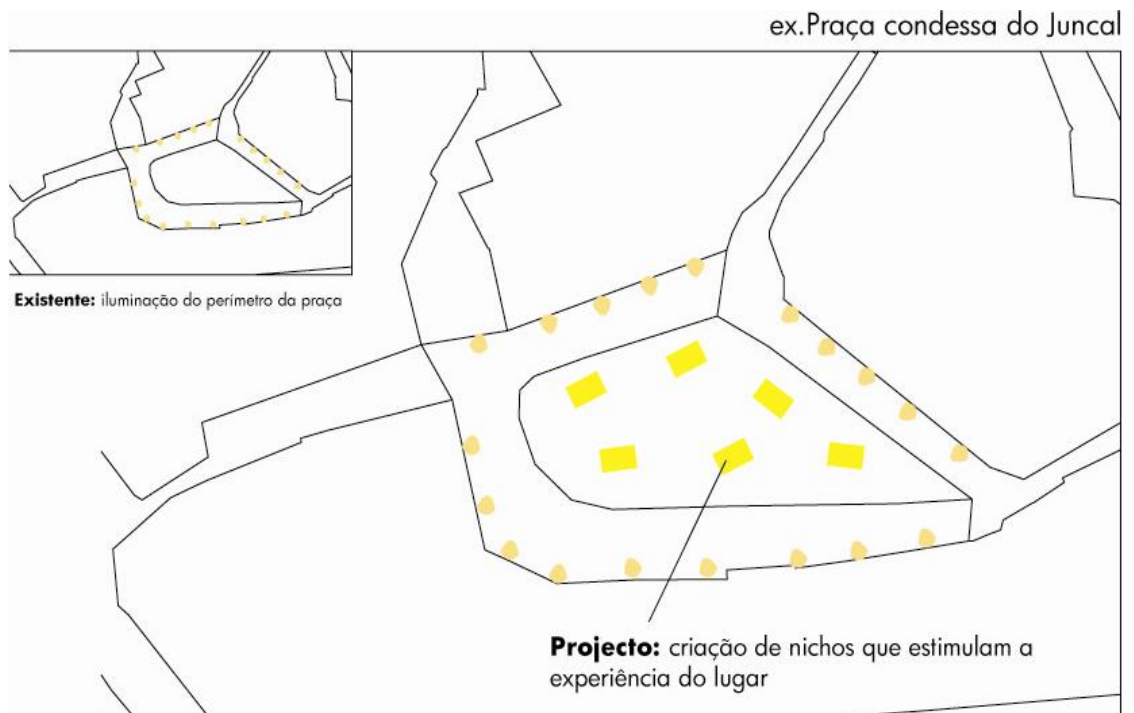 ex.Praça condessa do Juncal
Existente: iluminação do perímetro da praça
Projecto: criação de nichos que estimulam a
experiência do lugar